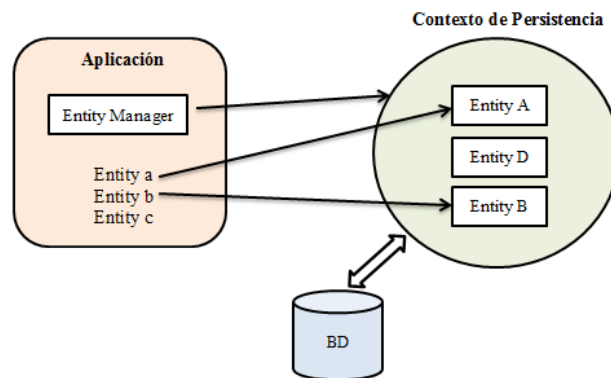 Contexto de Persistencia
Aplicación
Entity Manager
Entity a
Entity b
Entity c
Entity A
Entity D
Entity B
BD